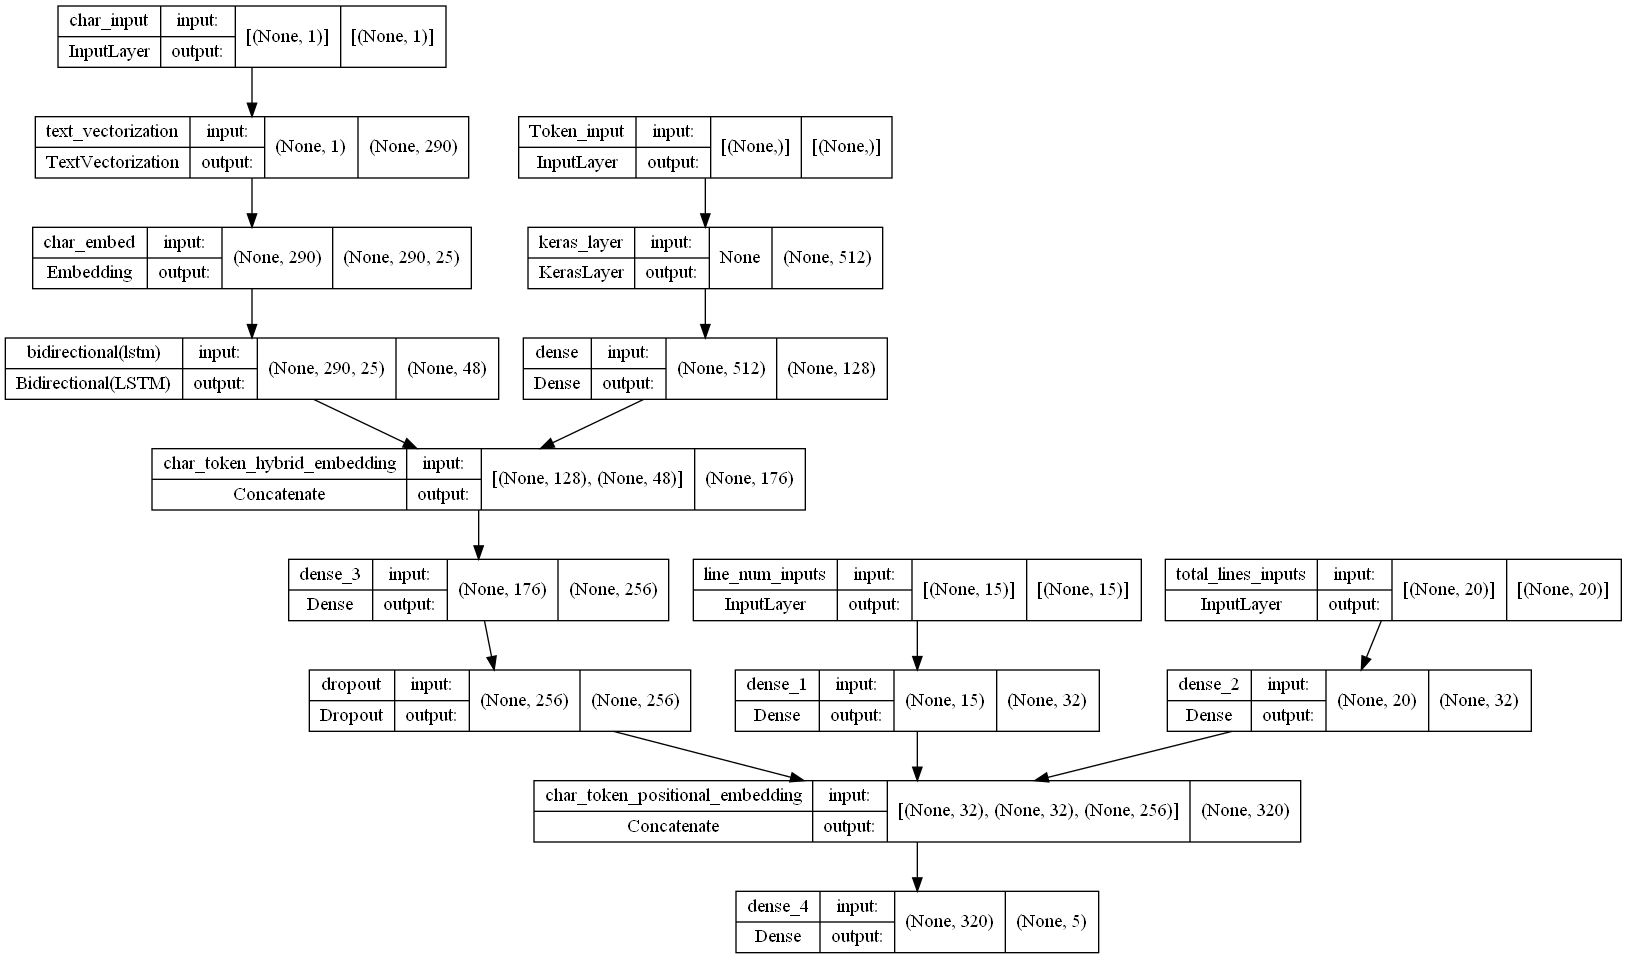 char_input input: [(None, 1)] [(None, 1)]
InputLayer output:
text_vectorization input: (None, 1) (None, 290)
TextVectorization output:
Token_input input: [(None,)] [(None,)]
InputLayer output:
char_embed input: (None, 290) (None, 290, 25)
Embedding output:
keras_layer input: None (None, 512)
KerasLayer output:
bidirectional(lstm) input: (None, 290, 25) (None, 48)
Bidirectional(LSTM) output:
dense input: (None, 512) (None, 128)
Dense output:
char_token_hybrid_embedding input: [(None, 128), (None, 48)] (None, 176)
Concatenate output:
dense_3 input: (None, 176) (None, 256)
Dense output:
line_num_inputs input: [(None, 15)] [(None, 15)]
InputLayer output:
total_lines_inputs input: [(None, 20)] [(None, 20)]
InputLayer output:
dropout input: (None, 256) (None, 256)
Dropout output:
dense_1 input: (None, 15) (None, 32)
Dense output:
dense_2 input: (None, 20) (None, 32)
Dense output:
char_token_positional_embedding input: [(None, 32), (None, 32), (None, 256)] (None, 320)
Concatenate output:
dense_4 input: (None, 320) (None, 5)
Dense output: